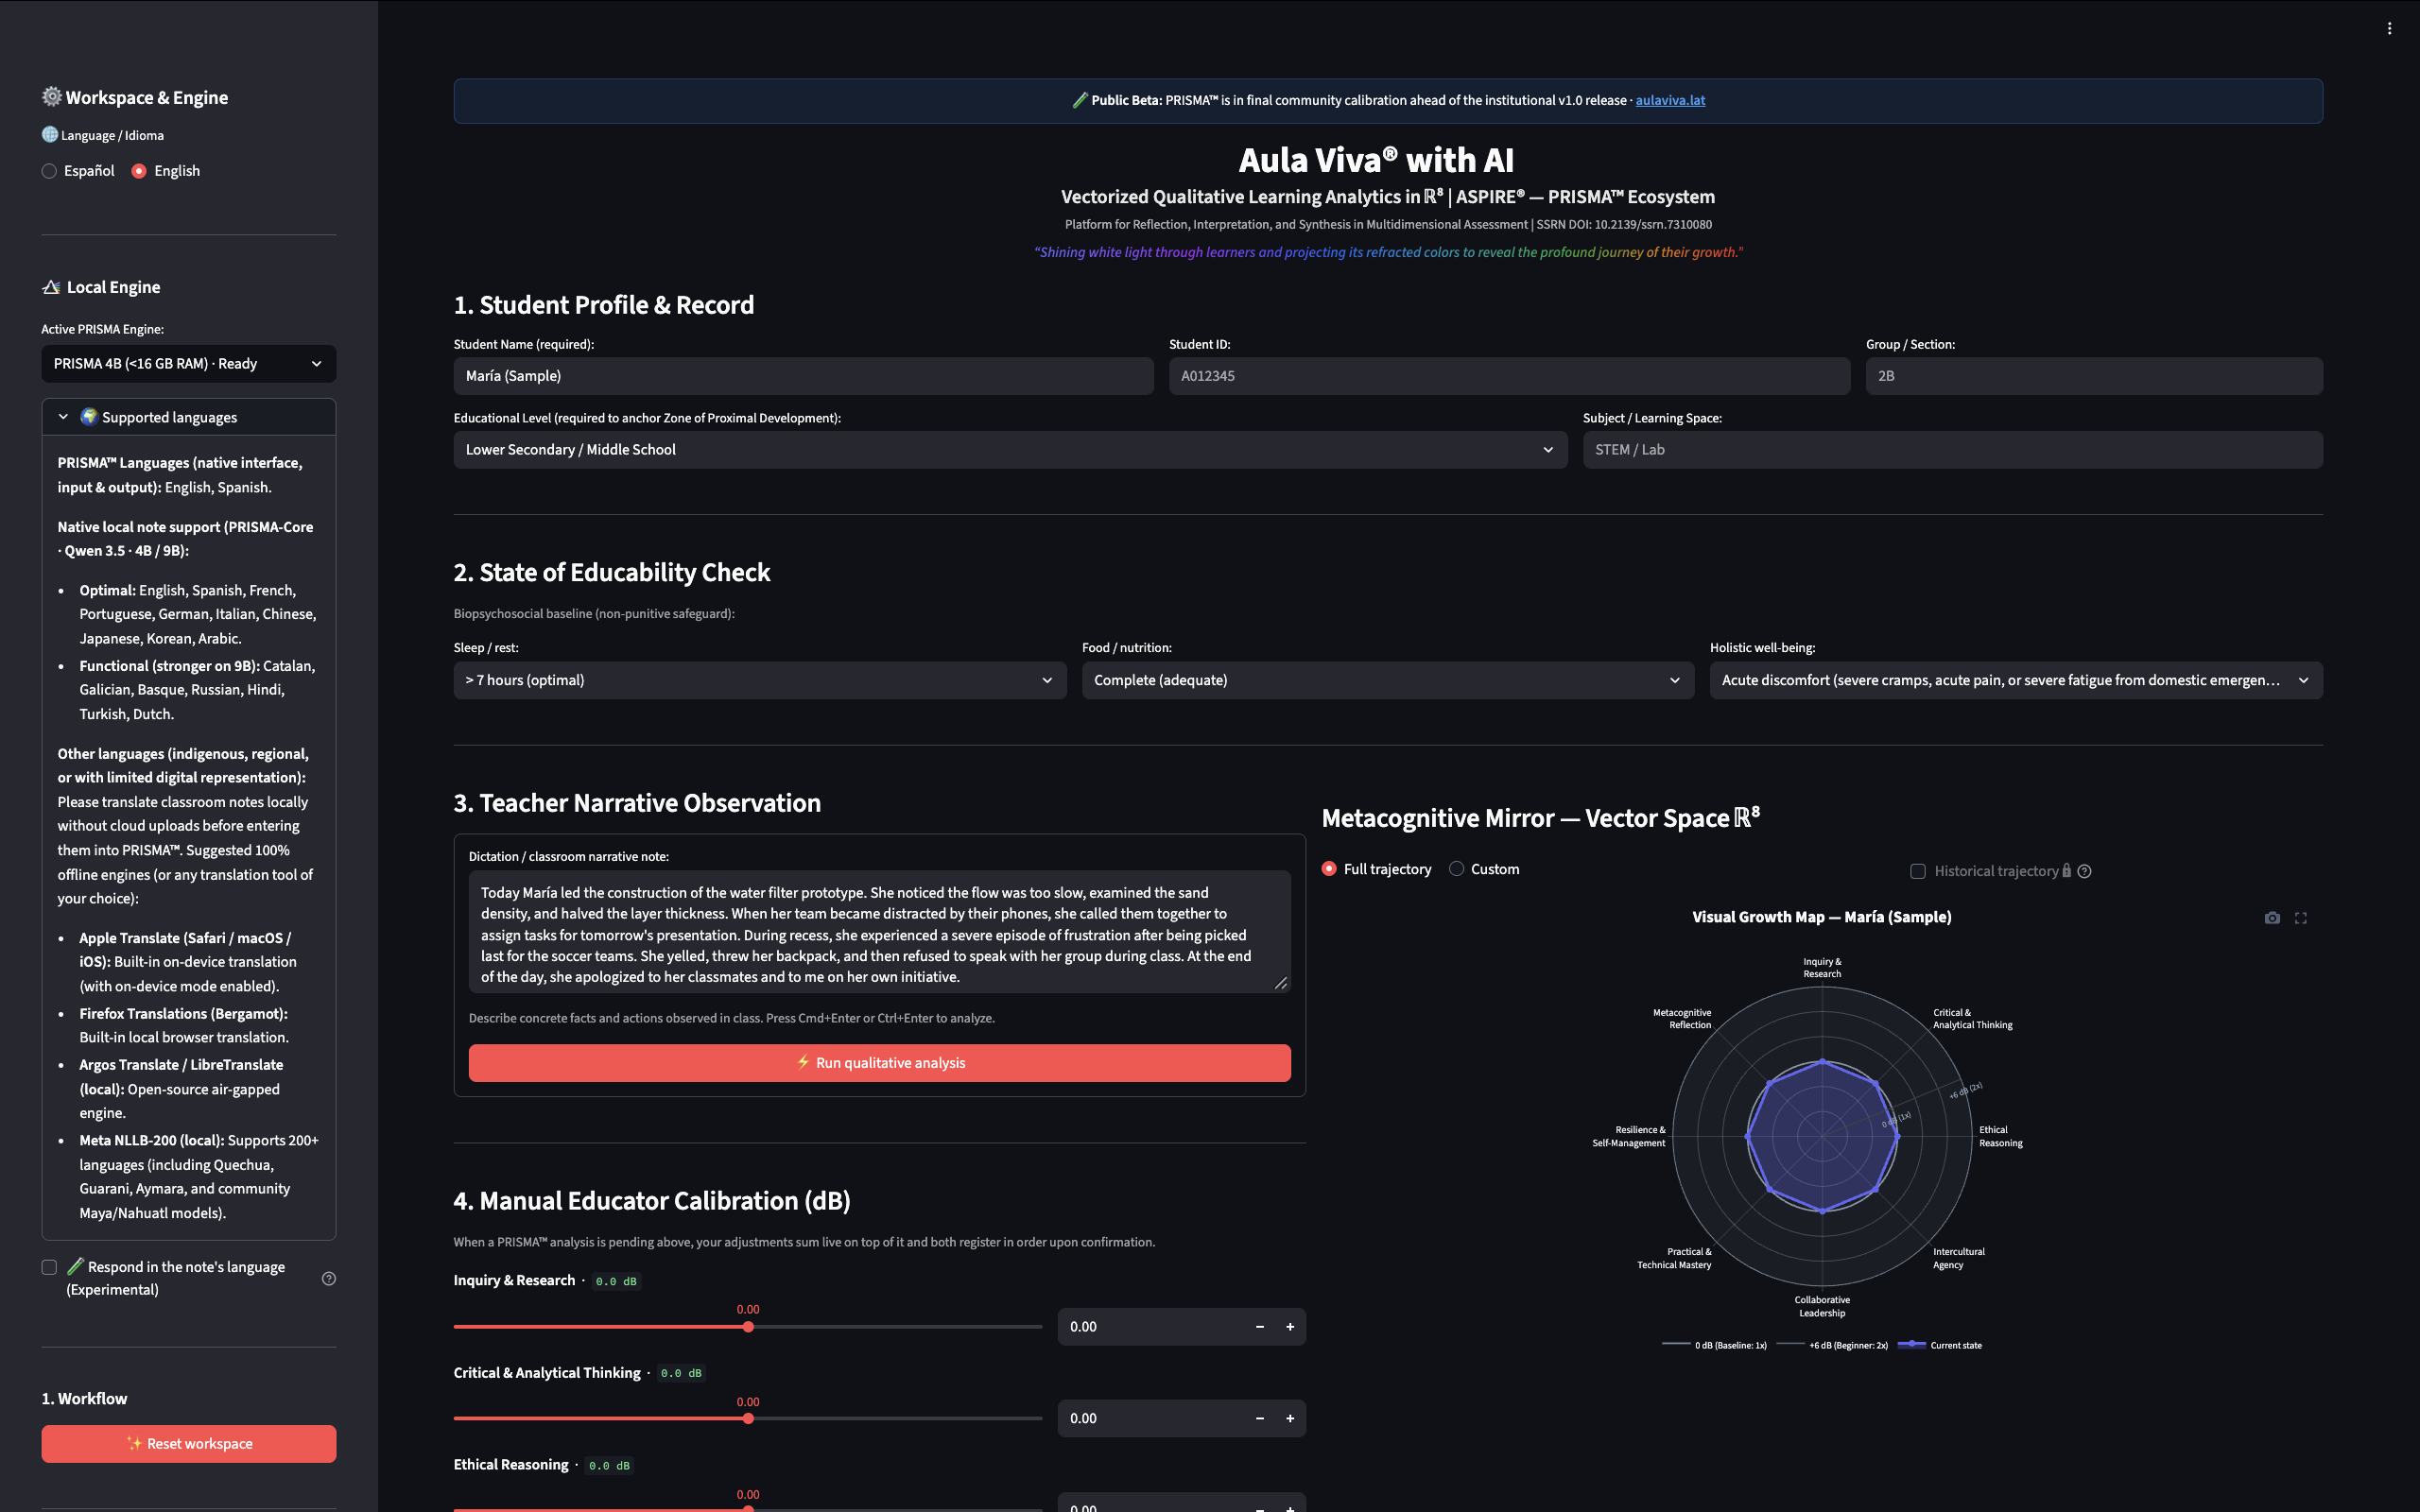 Workspace & Engine
Language / Idioma
Español
English
Local Engine
Active PRISMA Engine:
PRISMA 4B (<16 GB RAM) · Ready
Supported languages
PRISMA™ Languages (native interface,
input & output): English, Spanish.
Native local note support (PRISMA-Core
· Qwen 3.5 · 4B / 9B):
• Optimal: English, Spanish, French,
Portuguese, German, Italian, Chinese,
Japanese, Korean, Arabic.
• Functional (stronger on 9B): Catalan,
Galician, Basque, Russian, Hindi,
Turkish, Dutch.
Other languages (indigenous, regional,
or with limited digital representation):
Please translate classroom notes locally
without cloud uploads before entering
them into PRISMA™. Suggested 100%
offline engines (or any translation tool of
your choice):
• Apple Translate (Safari / macOS /
iOS): Built-in on-device translation
(with on-device mode enabled).
• Firefox Translations (Bergamot):
Built-in local browser translation.
• Argos Translate / LibreTranslate
(local): Open-source air-gapped
engine.
• Meta NLLB-200 (local): Supports 200+
languages (including Quechua,
Guarani, Aymara, and community
Maya/Nahuatl models).
Respond in the note's language
(Experimental)
1. Workflow
Reset workspace
Public Beta: PRISMA™ is in final community calibration ahead of the institutional v1.0 release · aulaviva.lat
Aula Viva® with AI
Vectorized Qualitative Learning Analytics in ℝ⁸ | ASPIRE® — PRISMA™ Ecosystem
Platform for Reflection, Interpretation, and Synthesis in Multidimensional Assessment | SSRN DOI: 10.2139/ssrn.7310080
"Shining white light through learners and projecting its refracted colors to reveal the profound journey of their growth."
1. Student Profile & Record
Student Name (required):
Student ID:
Group / Section:
María (Sample)
A012345
2B
Educational Level (required to anchor Zone of Proximal Development):
Subject / Learning Space:
Lower Secondary / Middle School
STEM / Lab
2. State of Educability Check
Biopsychosocial baseline (non-punitive safeguard):
Sleep / rest:
Food / nutrition:
Holistic well-being:
> 7 hours (optimal)
Complete (adequate)
Acute discomfort (severe cramps, acute pain, or severe fatigue from domestic emergen…
3. Teacher Narrative Observation
Dictation / classroom narrative note:
Today María led the construction of the water filter prototype. She noticed the flow was too slow, examined the sand
density, and halved the layer thickness. When her team became distracted by their phones, she called them together to
assign tasks for tomorrow's presentation. During recess, she experienced a severe episode of frustration after being picked
last for the soccer teams. She yelled, threw her backpack, and then refused to speak with her group during class. At the end
of the day, she apologized to her classmates and to me on her own initiative.
Describe concrete facts and actions observed in class. Press Cmd+Enter or Ctrl+Enter to analyze.
Run qualitative analysis
4. Manual Educator Calibration (dB)
When a PRISMA™ analysis is pending above, your adjustments sum live on top of it and both register in order upon confirmation.
Inquiry & Research · 0.0 dB
0.00
0.00 − +
Critical & Analytical Thinking · 0.0 dB
0.00
0.00 − +
Ethical Reasoning · 0.0 dB
0.00
0.00 − +
Metacognitive Mirror — Vector Space ℝ⁸
Full trajectory
Custom
Historical trajectory
Visual Growth Map — María (Sample)
Inquiry &
Research
Metacognitive
Reflection
Critical &
Analytical Thinking
+6 dB (2x)
0 dB (1x)
Resilience &
Self-Management
Ethical
Reasoning
Practical &
Technical Mastery
Intercultural
Agency
Collaborative
Leadership
0 dB (Baseline: 1x)
+6 dB (Beginner: 2x)
Current state